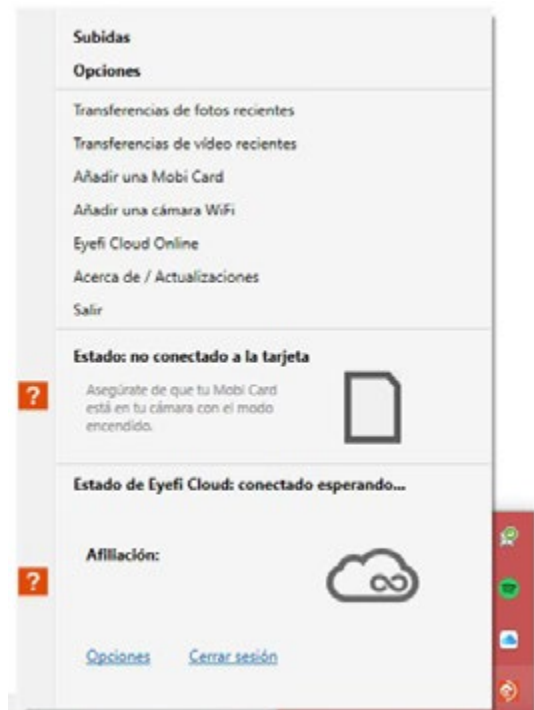 Subidas
Opciones
Transferencias de fotos recientes
Transferencias de vídeo recientes
Añadir una Mobi Card
Añadir una cámara WiFi
Eyefi Cloud Online
Acerca de / Actualizaciones
Salir
Estado: no conectado a la tarjeta
?
Asegúrate de que tu Mobi Card
está en tu cámara con el modo
encendido.
Estado de Eyefi Cloud: conectado esperando...
Afiliación:
?
Opciones Cerrar sesión